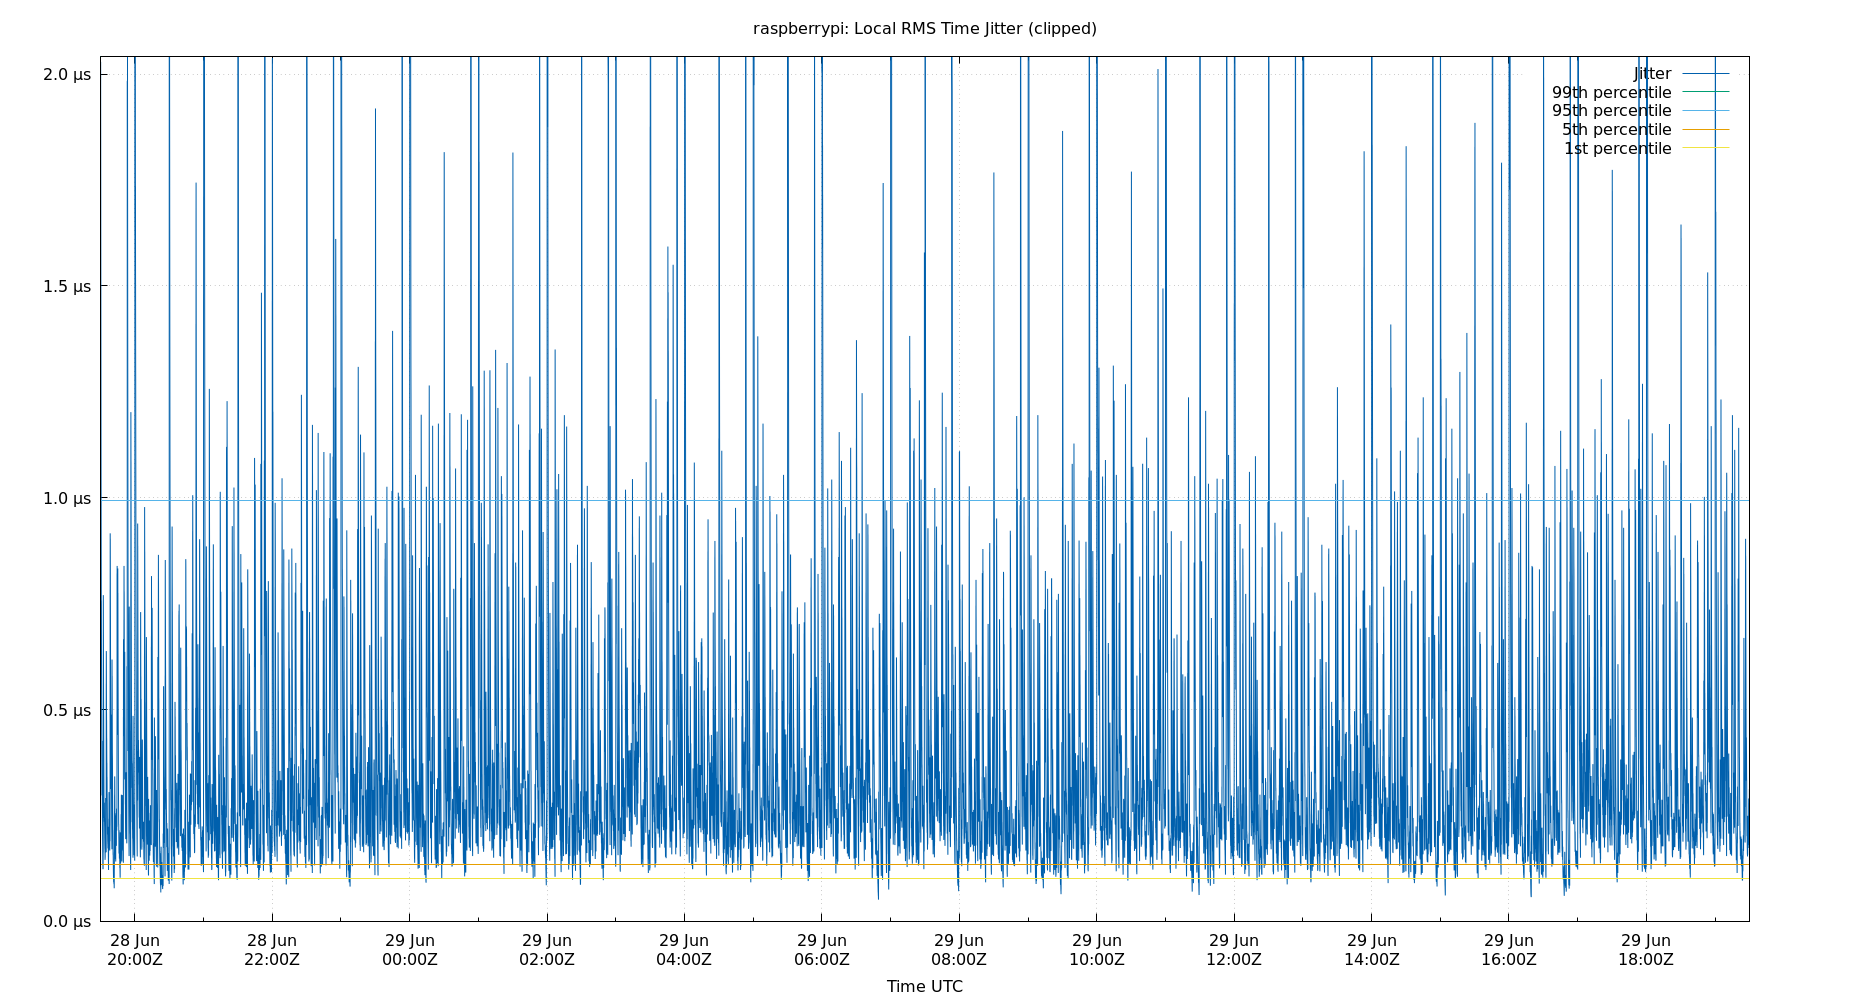 raspberrypi: Local RMS Time Jitter (clipped)
2.0 µs
1.5 µs
1.0 µs
0.5 µs
0.0 µs
Jitter
99th percentile
95th percentile
5th percentile
1st percentile
28 Jun 28 Jun 29 Jun 29 Jun 29 Jun 29 Jun 29 Jun 29 Jun 29 Jun 29 Jun 29 Jun 29 Jun
20:00Z 22:00Z 00:00Z 02:00Z 04:00Z 06:00Z 08:00Z 10:00Z 12:00Z 14:00Z 16:00Z 18:00Z
Time UTC